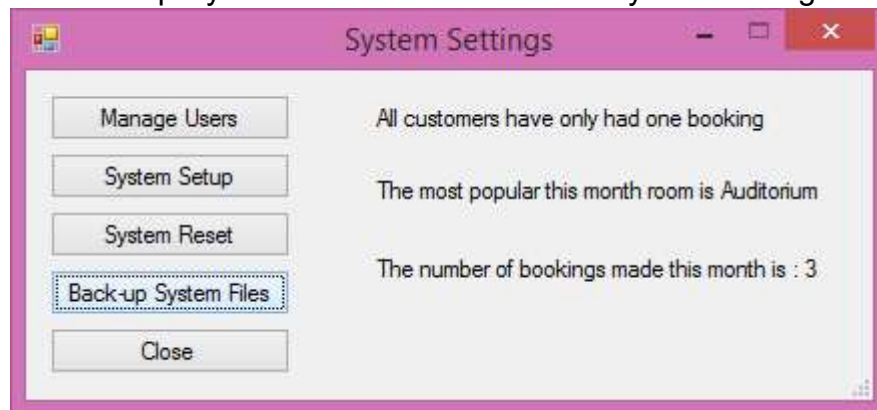 System Settings
Manage Users
All customers have only had one booking
System Setup
The most popular this month room is Auditorium
System Reset
The number of bookings made this month is : 3
Back-up System Files
Close